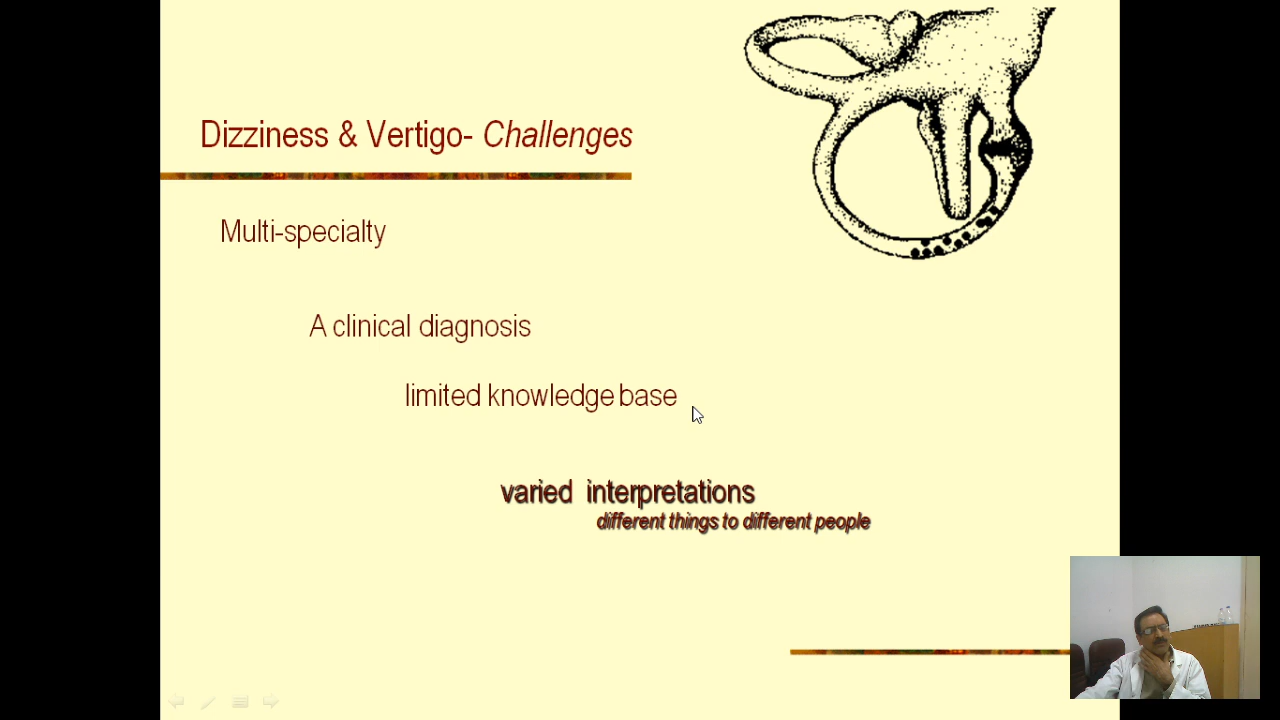 Dizziness & Vertigo- Challenges
Multi-specialty
A clinical diagnosis
limited knowledge base
varied interpretations
different things to different people